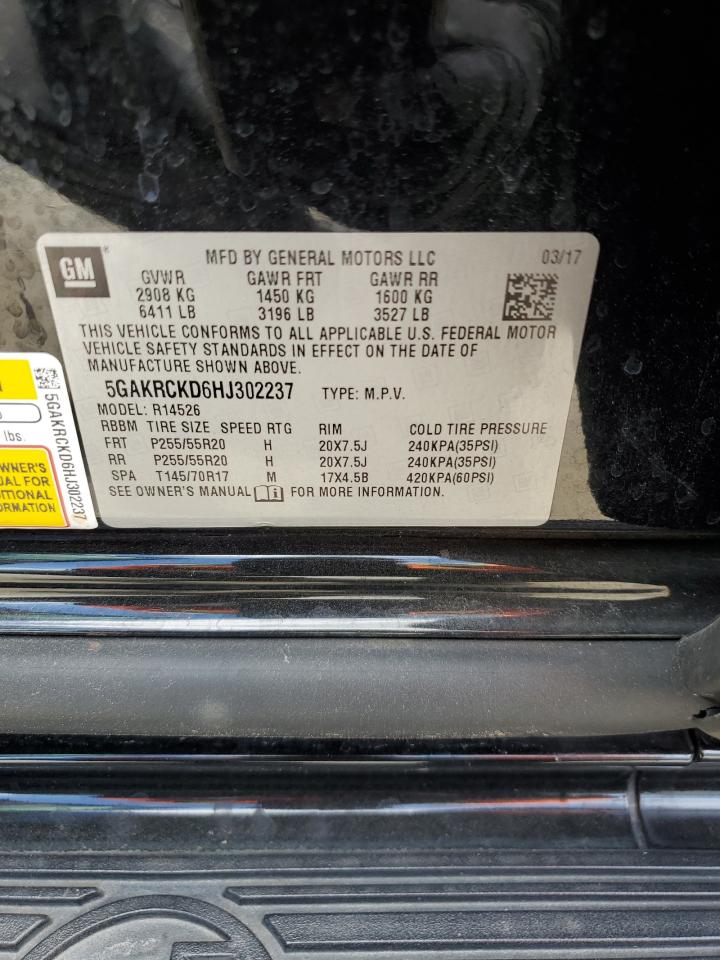 GM
®
MFD BY GENERAL MOTORS LLC 03/17
GVWR GAWR FRT GAWR RR
2908 KG 1450 KG 1600 KG
6411 LB 3196 LB 3527 LB
THIS VEHICLE CONFORMS TO ALL APPLICABLE U.S. FEDERAL MOTOR
VEHICLE SAFETY STANDARDS IN EFFECT ON THE DATE OF
MANUFACTURE SHOWN ABOVE.
5GAKRCKD6HJ302237 TYPE: M.P.V.
MODEL: R14526
RBBM TIRE SIZE SPEED RTG RIM COLD TIRE PRESSURE
FRT P255/55R20 H 20X7.5J 240KPA(35PSI)
RR P255/55R20 H 20X7.5J 240KPA(35PSI)
SPA T145/70R17 M 17X4.5B 420KPA(60PSI)
SEE OWNER'S MANUAL FOR MORE INFORMATION.
lbs.
OWNER'S
FOR
5GAKRCKD6HJ302237